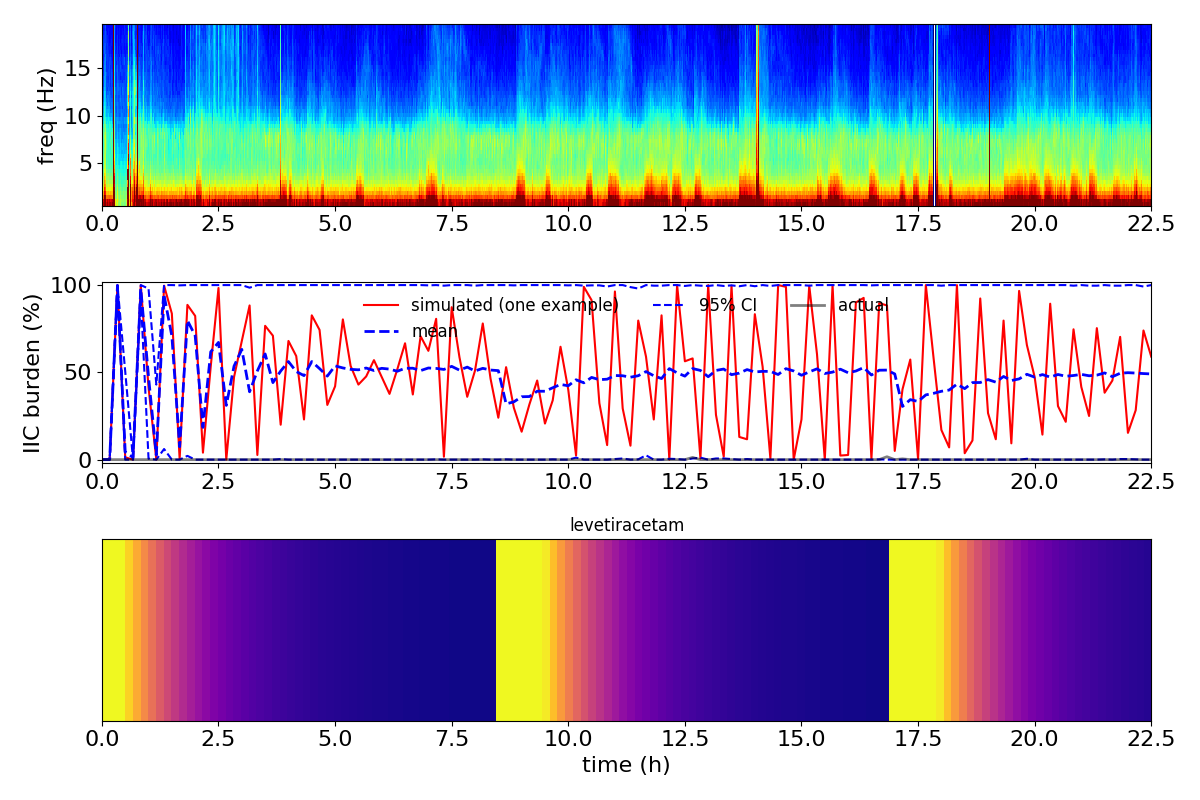 freq (Hz)
15
10
5
0.0 2.5 5.0 7.5 10.0 12.5 15.0 17.5 20.0 22.5
IIC burden (%)
100
50
0
simulated (one example) 95% CI actual
mean
0.0 2.5 5.0 7.5 10.0 12.5 15.0 17.5 20.0 22.5
levetiracetam
0.0 2.5 5.0 7.5 10.0 12.5 15.0 17.5 20.0 22.5
time (h)